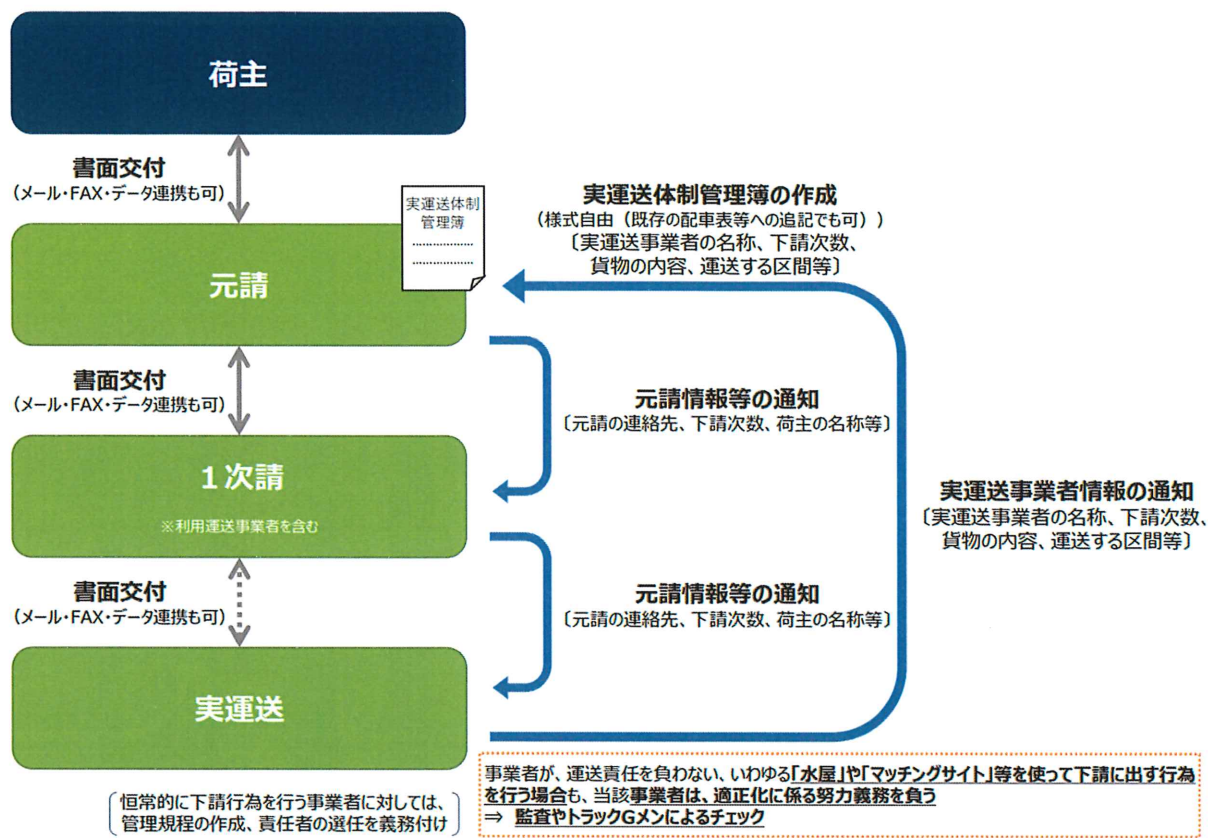 荷主
書面交付
（メール・FAX・データ連携も可）
実運送体制
管理簿
元請
実運送体制管理簿の作成
（様式自由（既存の配車表等への追記でも可））
〔実運送事業者の名称、下請次数、
貨物の内容、運送する区間等〕
書面交付
（メール・FAX・データ連携も可）
元請情報等の通知
〔元請の連絡先、下請次数、荷主の名称等〕
１次請
※利用運送事業者を含む
実運送事業者情報の通知
〔実運送事業者の名称、下請次数、
貨物の内容、運送する区間等〕
書面交付
（メール・FAX・データ連携も可）
元請情報等の通知
〔元請の連絡先、下請次数、荷主の名称等〕
実運送
恒常的に下請行為を行う事業者に対しては、
管理規程の作成、責任者の選任を義務付け
事業者が、運送責任を負わない、いわゆる「水屋」や「マッチングサイト」等を使って下請に出す行為
を行う場合も、当該事業者は、適正化に係る努力義務を負う
⇒ 監査やトラックGメンによるチェック